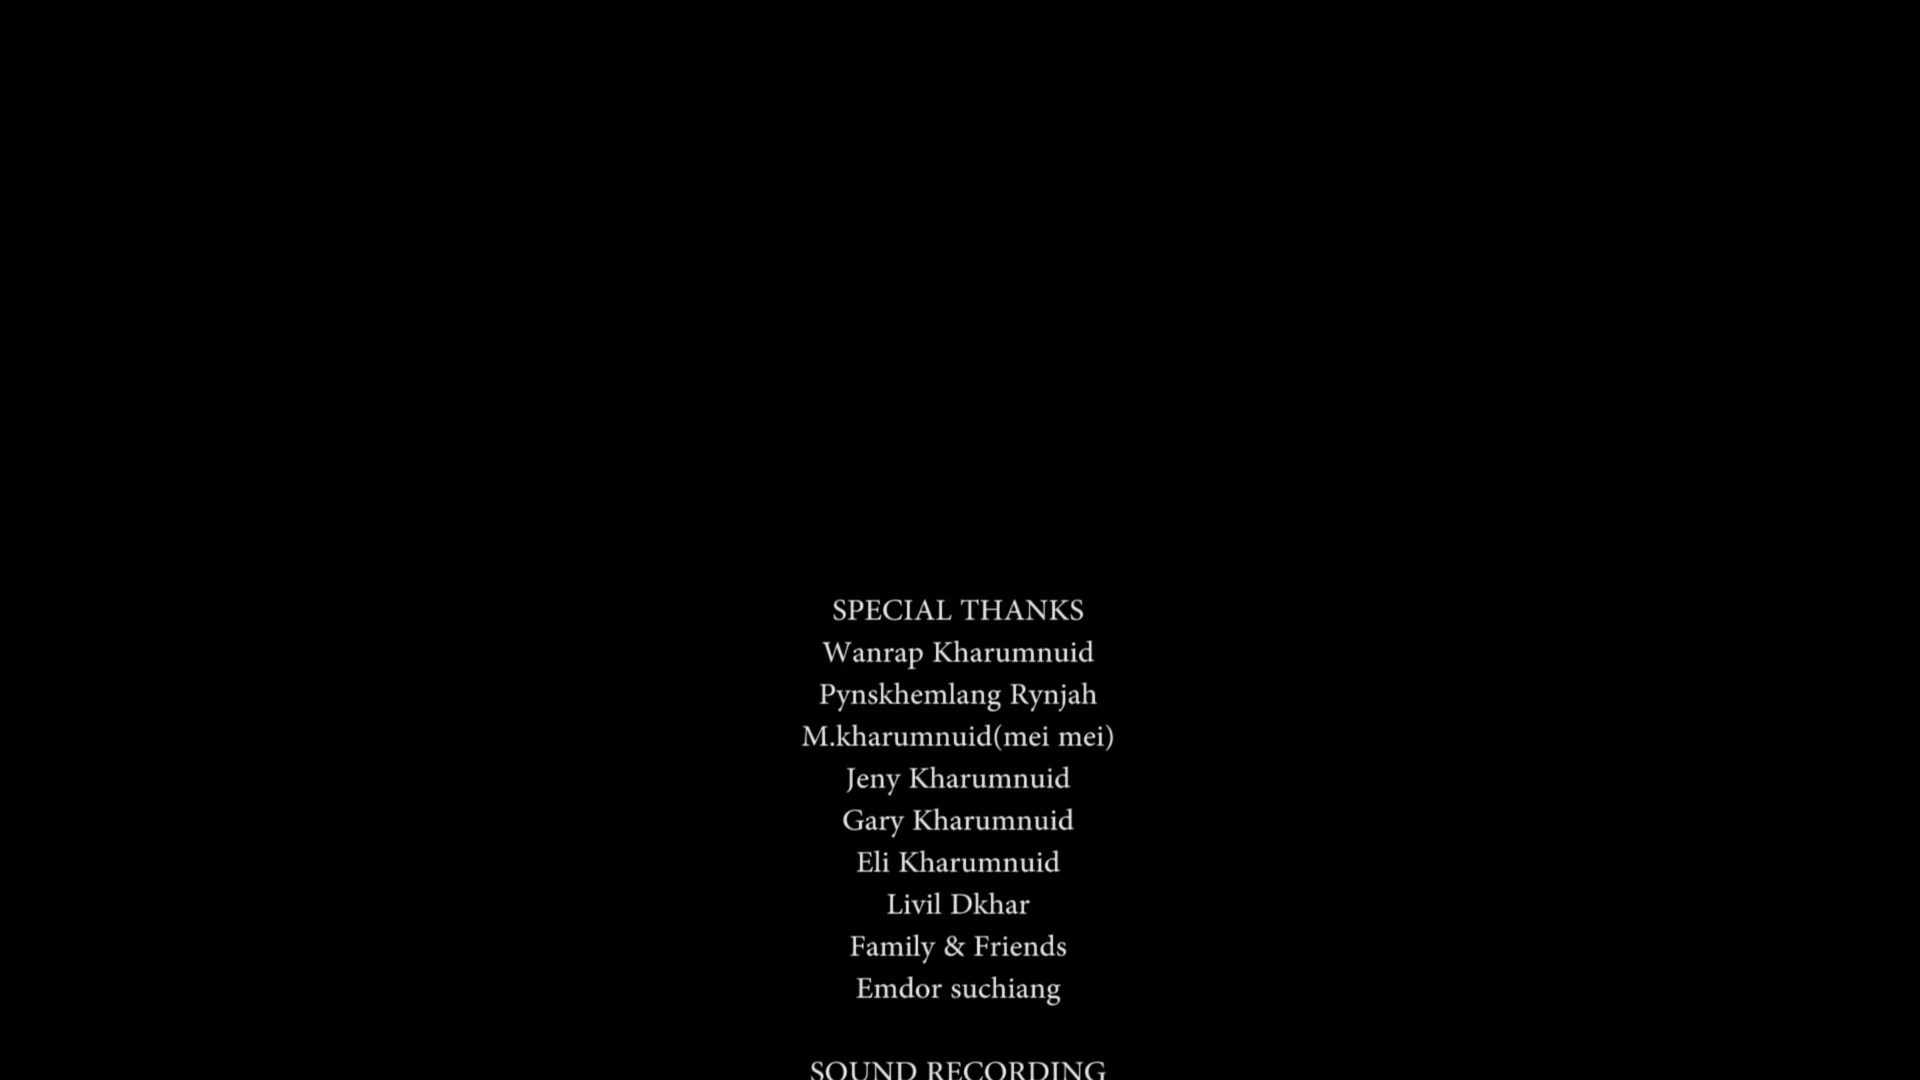 SPECIAL THANKS
Wanrap Kharumnuid
Pynskhemlang Rynjah
M.kharumnuid(mei mei)
Jeny Kharumnuid
Gary Kharumnuid
Eli Kharumnuid
Livil Dkhar
Family & Friends
Emdor suchiang
SOUND RECORDING